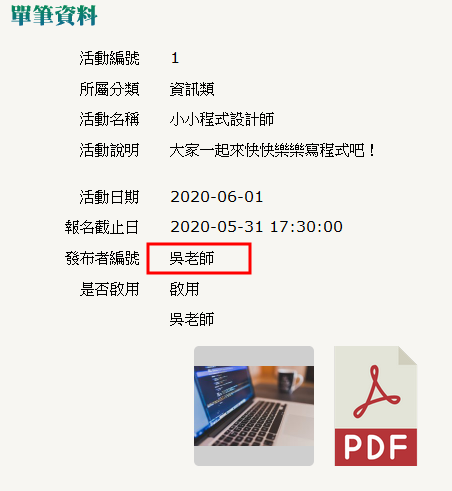 單筆資料
活動編號 1
所屬分類 資訊類
活動名稱 小小程式設計師
活動說明 大家一起來快快樂樂寫程式吧！
活動日期 2020-06-01
報名截止日 2020-05-31 17:30:00
發布者編號 吳老師
是否啟用 啟用
吳老師
PDF